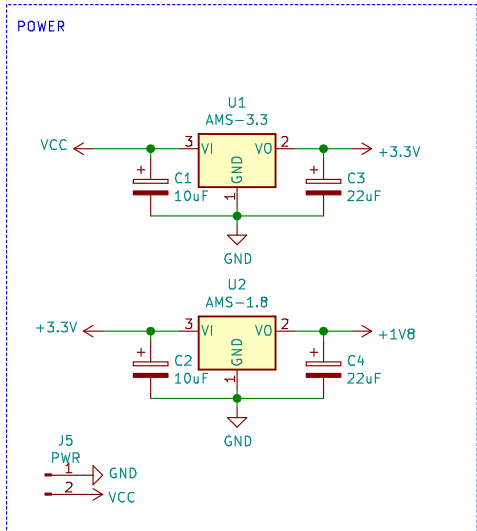 POWER
U1
AMS-3.3
VCC
3
VI
VO
2
+3.3V
GND
1
C1
10uF
C3
22uF
GND
U2
AMS-1.8
+3.3V
3
VI
VO
2
+1V8
GND
1
C2
10uF
C4
22uF
GND
J5
PWR
1
GND
2
VCC